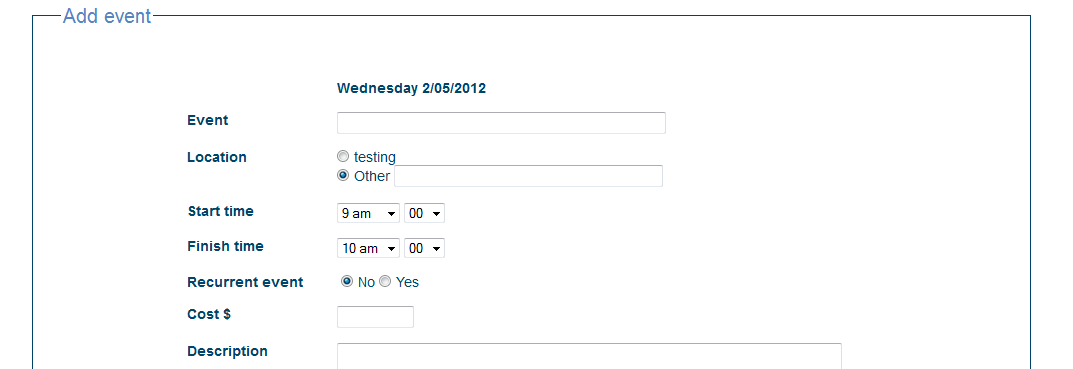 Add event
Wednesday 2/05/2012
Event
Location testing
Other
Start time 9 am 00
Finish time 10 am 00
Recurrent event No Yes
Cost $
Description